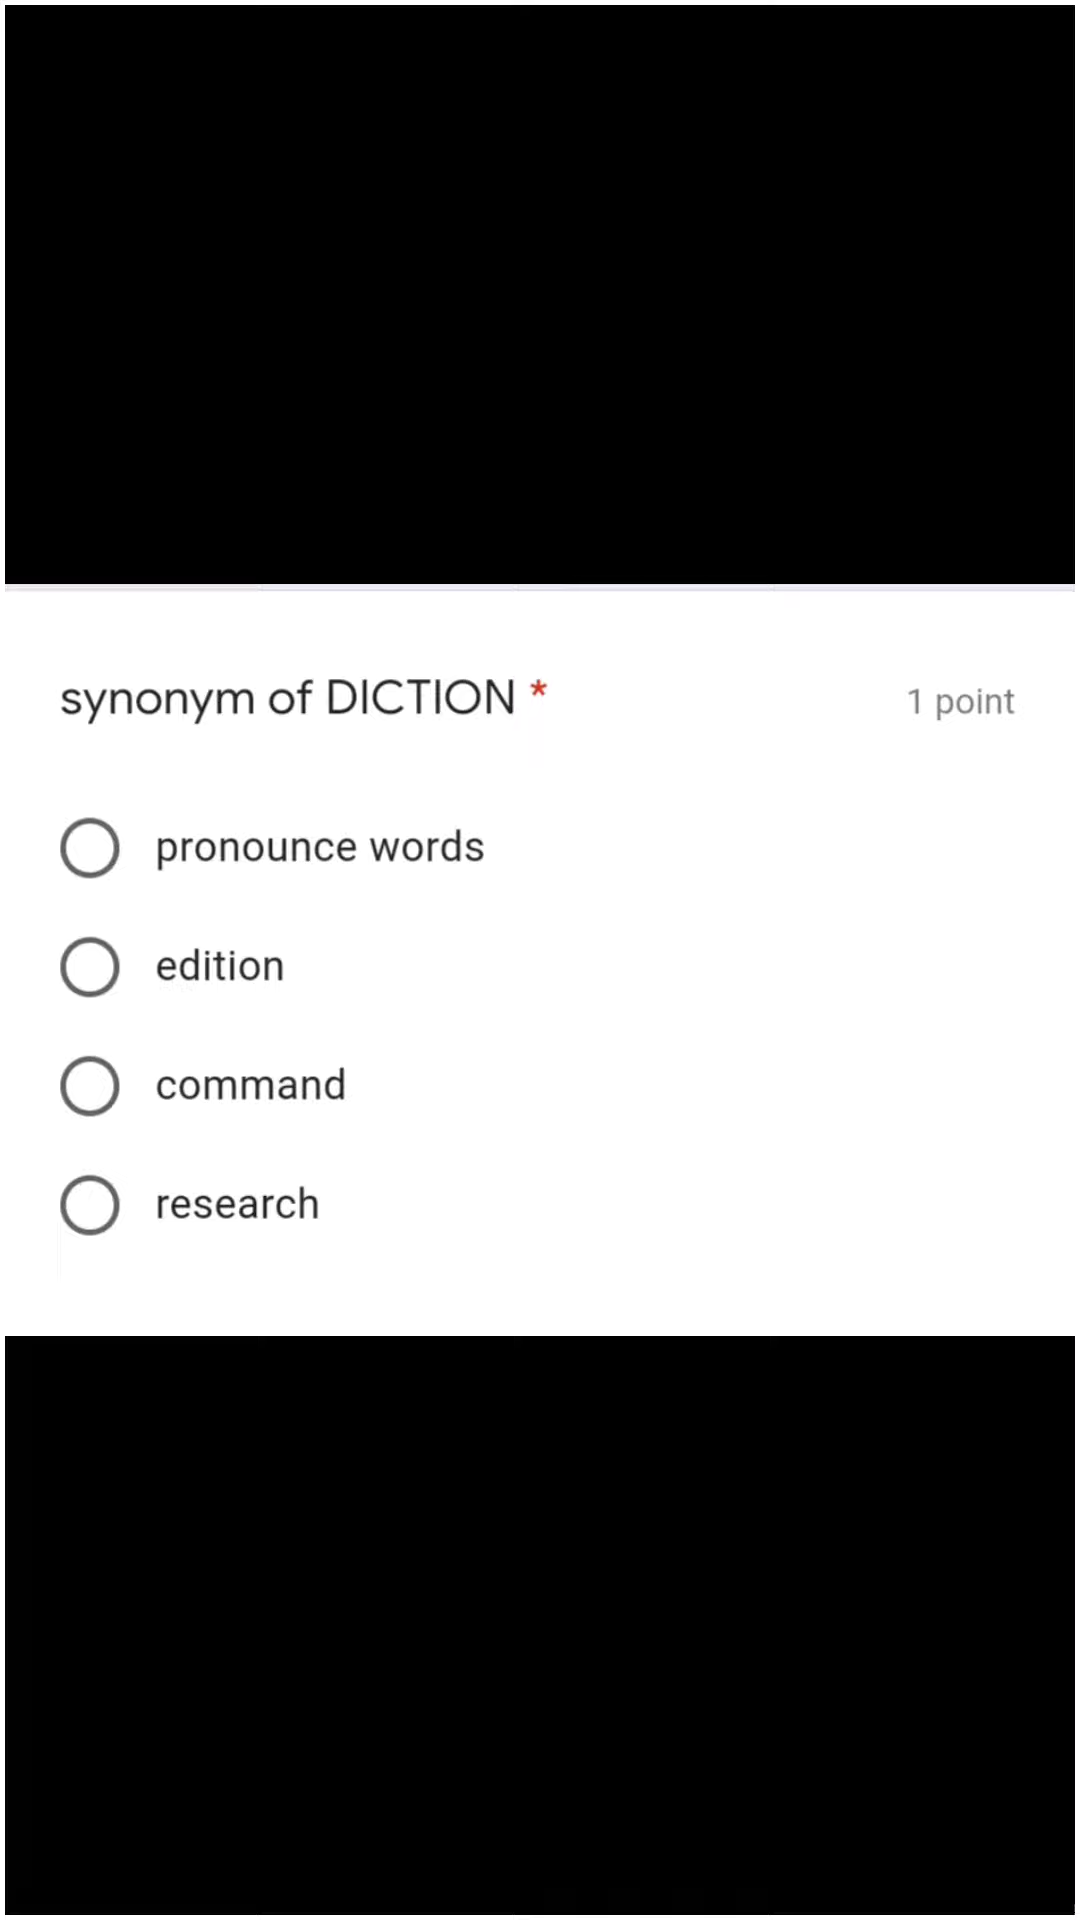 synonym of DICTION * 1 point
pronounce words
edition
command
research